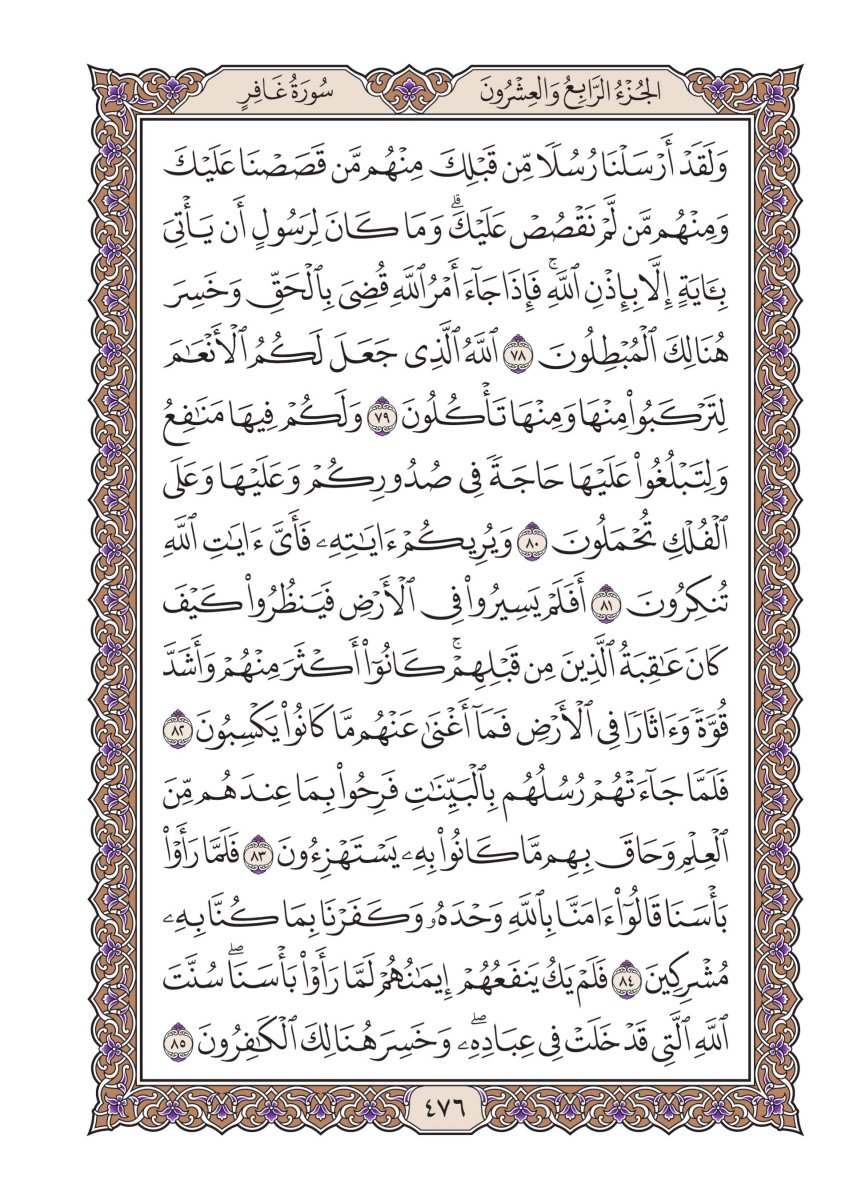 الجُزْءُ الرَّابِعُ وَالعِشْرُونَ
سُورَةُ غَافِرٍ
وَلَقَدْ أَرْسَلْنَا رُسُلًا مِّن قَبْلِكَ مِنْهُم مَّن قَصَصْنَا عَلَيْكَ
وَمِنْهُم مَّن لَّمْ نَقْصُصْ عَلَيْكَۗ وَمَا كَانَ لِرَسُولٍ أَن يَأْتِىَ
بِـَٔايَةٍ إِلَّا بِإِذْنِ ٱللَّهِۚ فَإِذَا جَآءَ أَمْرُ ٱللَّهِ قُضِىَ بِٱلْحَقِّ وَخَسِرَ
هُنَالِكَ ٱلْمُبْطِلُونَ ٧٨ ٱللَّهُ ٱلَّذِى جَعَلَ لَكُمُ ٱلْأَنْعَٰمَ
لِتَرْكَبُوا۟ مِنْهَا وَمِنْهَا تَأْكُلُونَ ٧٩ وَلَكُمْ فِيهَا مَنَٰفِعُ
وَلِتَبْلُغُوا۟ عَلَيْهَا حَاجَةً فِى صُدُورِكُمْ وَعَلَيْهَا وَعَلَى
ٱلْفُلْكِ تُحْمَلُونَ ٨٠ وَيُرِيكُمْ ءَايَٰتِهِۦ فَأَىَّ ءَايَٰتِ ٱللَّهِ
تُنكِرُونَ ٨١ أَفَلَمْ يَسِيرُوا۟ فِى ٱلْأَرْضِ فَيَنظُرُوا۟ كَيْفَ
كَانَ عَٰقِبَةُ ٱلَّذِينَ مِن قَبْلِهِمْۚ كَانُوٓا۟ أَكْثَرَ مِنْهُمْ وَأَشَدَّ
قُوَّةً وَءَاثَارًا فِى ٱلْأَرْضِ فَمَآ أَغْنَىٰ عَنْهُم مَّا كَانُوا۟ يَكْسِبُونَ ٨٢
فَلَمَّا جَآءَتْهُمْ رُسُلُهُم بِٱلْبَيِّنَٰتِ فَرِحُوا۟ بِمَا عِندَهُم مِّنَ
ٱلْعِلْمِ وَحَاقَ بِهِم مَّا كَانُوا۟ بِهِۦ يَسْتَهْزِءُونَ ٨٣ فَلَمَّا رَأَوْا۟
بَأْسَنَا قَالُوٓا۟ ءَامَنَّا بِٱللَّهِ وَحْدَهُۥ وَكَفَرْنَا بِمَا كُنَّا بِهِۦ
مُشْرِكِينَ ٨٤ فَلَمْ يَكُ يَنفَعُهُمْ إِيمَٰنُهُمْ لَمَّا رَأَوْا۟ بَأْسَنَاۖ سُنَّتَ
ٱللَّهِ ٱلَّتِى قَدْ خَلَتْ فِى عِبَادِهِۦۖ وَخَسِرَ هُنَالِكَ ٱلْكَٰفِرُونَ ٨٥
٤٧٦